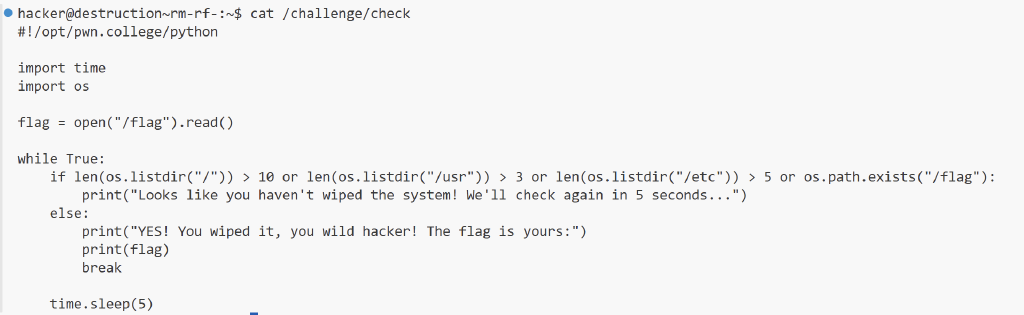 hacker@destruction~rm-rf-:~$ cat /challenge/check
#!/opt/pwn.college/python
import time
import os
flag = open("/flag").read()
while True:
    if len(os.listdir("/")) > 10 or len(os.listdir("/usr")) > 3 or len(os.listdir("/etc")) > 5 or os.path.exists("/flag"):
        print("Looks like you haven't wiped the system! We'll check again in 5 seconds...")
    else:
        print("YES! You wiped it, you wild hacker! The flag is yours:")
        print(flag)
        break
    time.sleep(5)